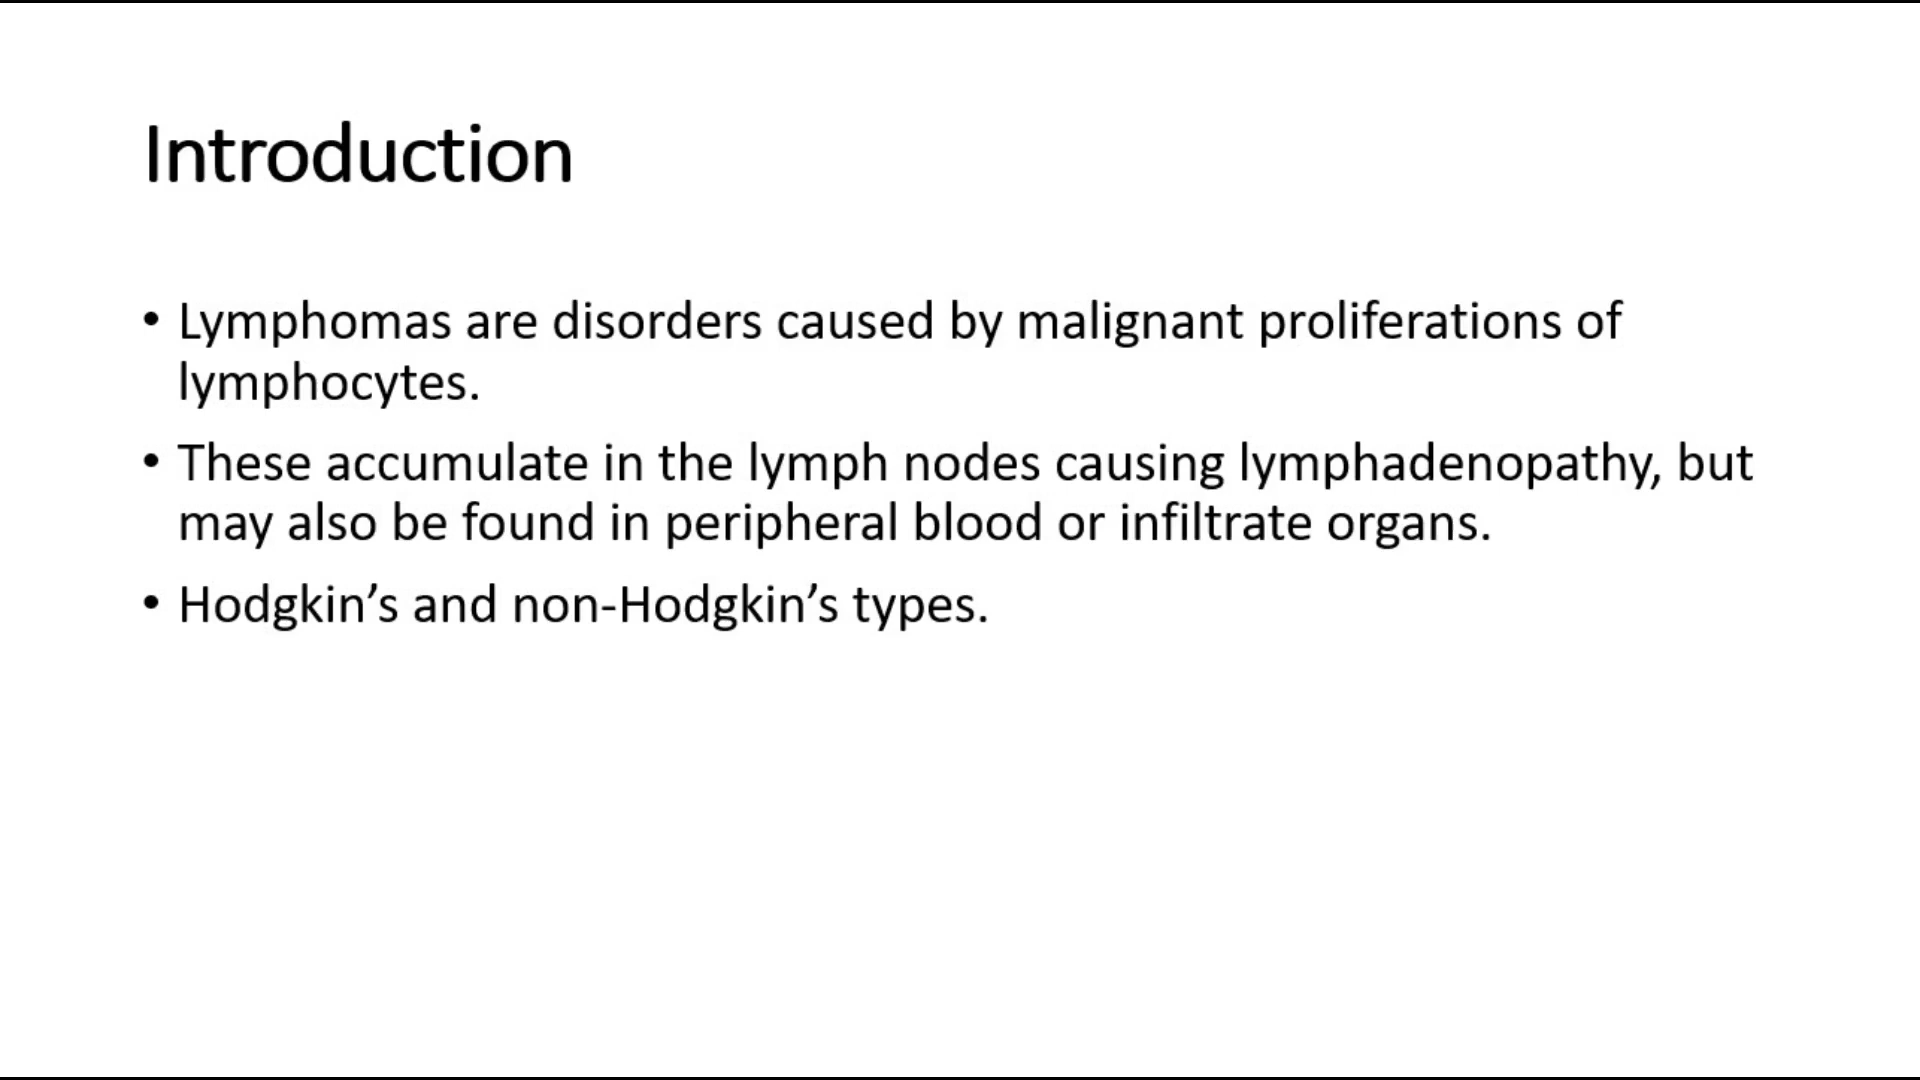 Introduction
• Lymphomas are disorders caused by malignant proliferations of
lymphocytes.
• These accumulate in the lymph nodes causing lymphadenopathy, but
may also be found in peripheral blood or infiltrate organs.
• Hodgkin’s and non-Hodgkin’s types.